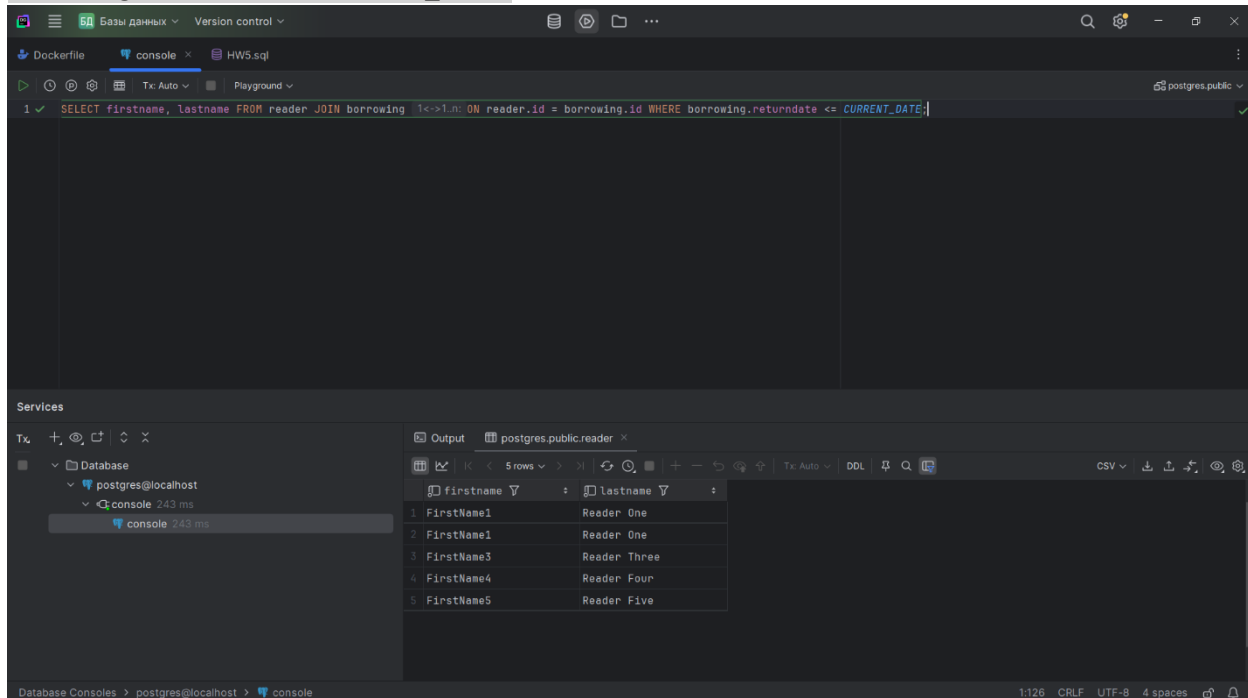 БД Базы данных Version control
Dockerfile console HW5.sql
Tx: Auto Playground postgres.public
1 SELECT firstname, lastname FROM reader JOIN borrowing 1<->1..n: ON reader.id = borrowing.id WHERE borrowing.returndate <= CURRENT_DATE;
Services
Tx
Output postgres.public.reader
Database
5 rows Tx: Auto DDL CSV
postgres@localhost
firstname lastname
console 243 ms
1 FirstName1 Reader One
console 243 ms
2 FirstName1 Reader One
3 FirstName3 Reader Three
4 FirstName4 Reader Four
5 FirstName5 Reader Five
Database Consoles > postgres@localhost > console 1:126 CRLF UTF-8 4 spaces